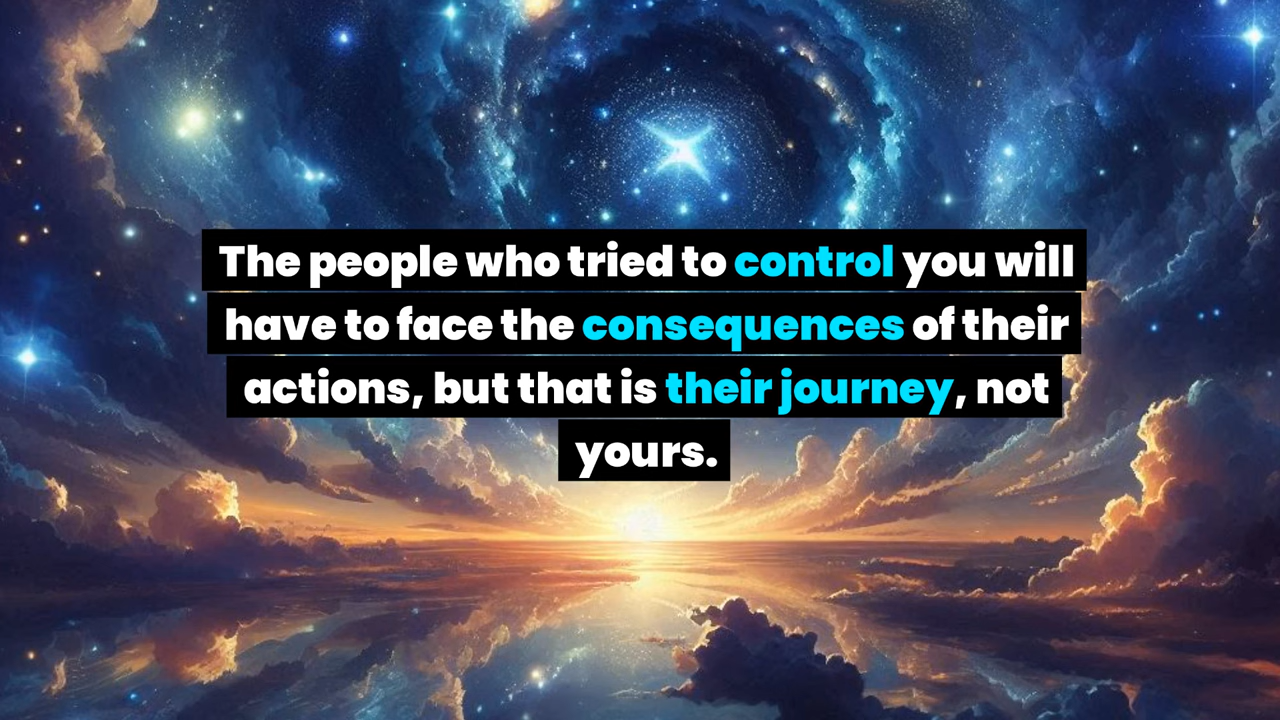 The people who tried to control you will
have to face the consequences of their
actions, but that is their journey, not
yours.